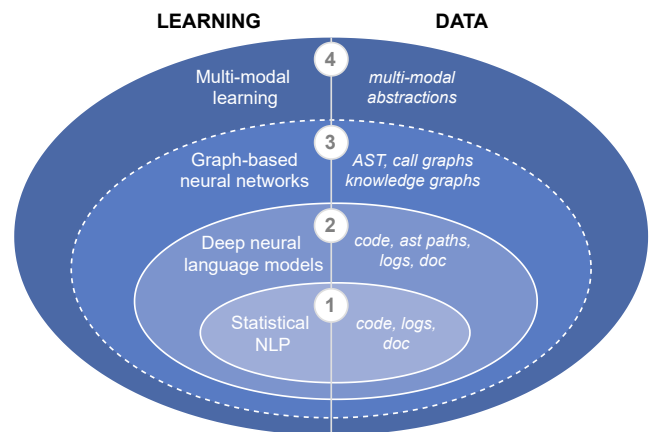 LEARNING DATA
4
Multi-modal
learning
multi-modal
abstractions
3
Graph-based
neural networks
AST, call graphs
knowledge graphs
2
Deep neural
language models
code, ast paths,
logs, doc
1
Statistical
NLP
code, logs,
doc